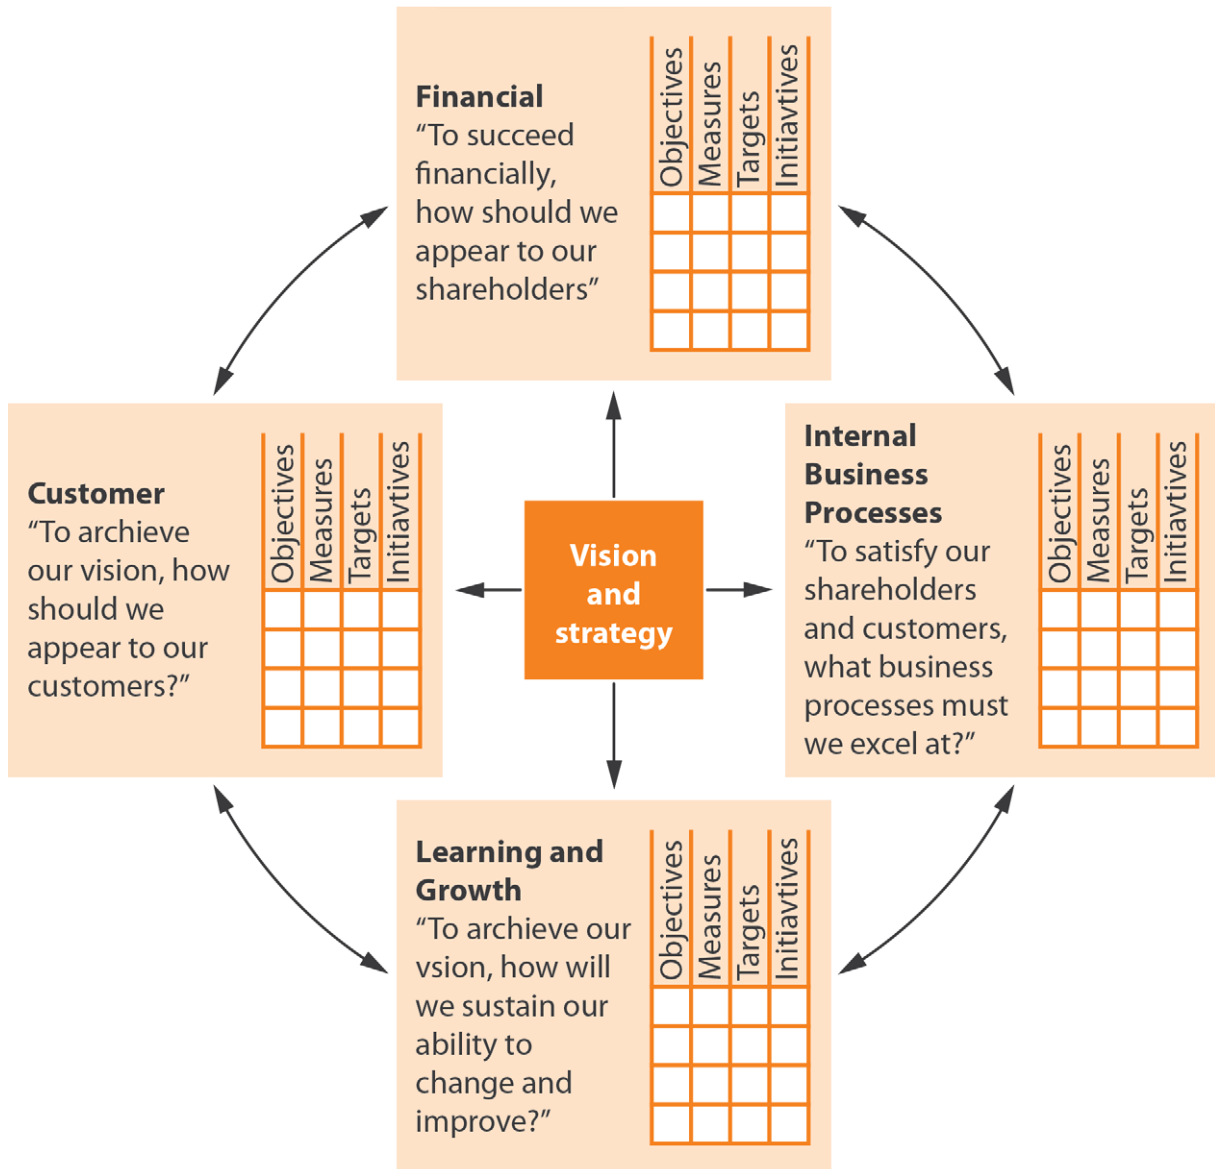 Financial
“To succeed
financially,
how should we
appear to our
shareholders”
Objectives
Measures
Targets
Initiavtives
Customer
“To archieve
our vision, how
should we
appear to our
customers?”
Objectives
Measures
Targets
Initiavtives
Vision
and
strategy
Internal
Business
Processes
“To satisfy our
shareholders
and customers,
what business
processes must
we excel at?”
Objectives
Measures
Targets
Initiavtives
Learning and
Growth
“To archieve our
vsion, how will
we sustain our
ability to
change and
improve?”
Objectives
Measures
Targets
Initiavtives